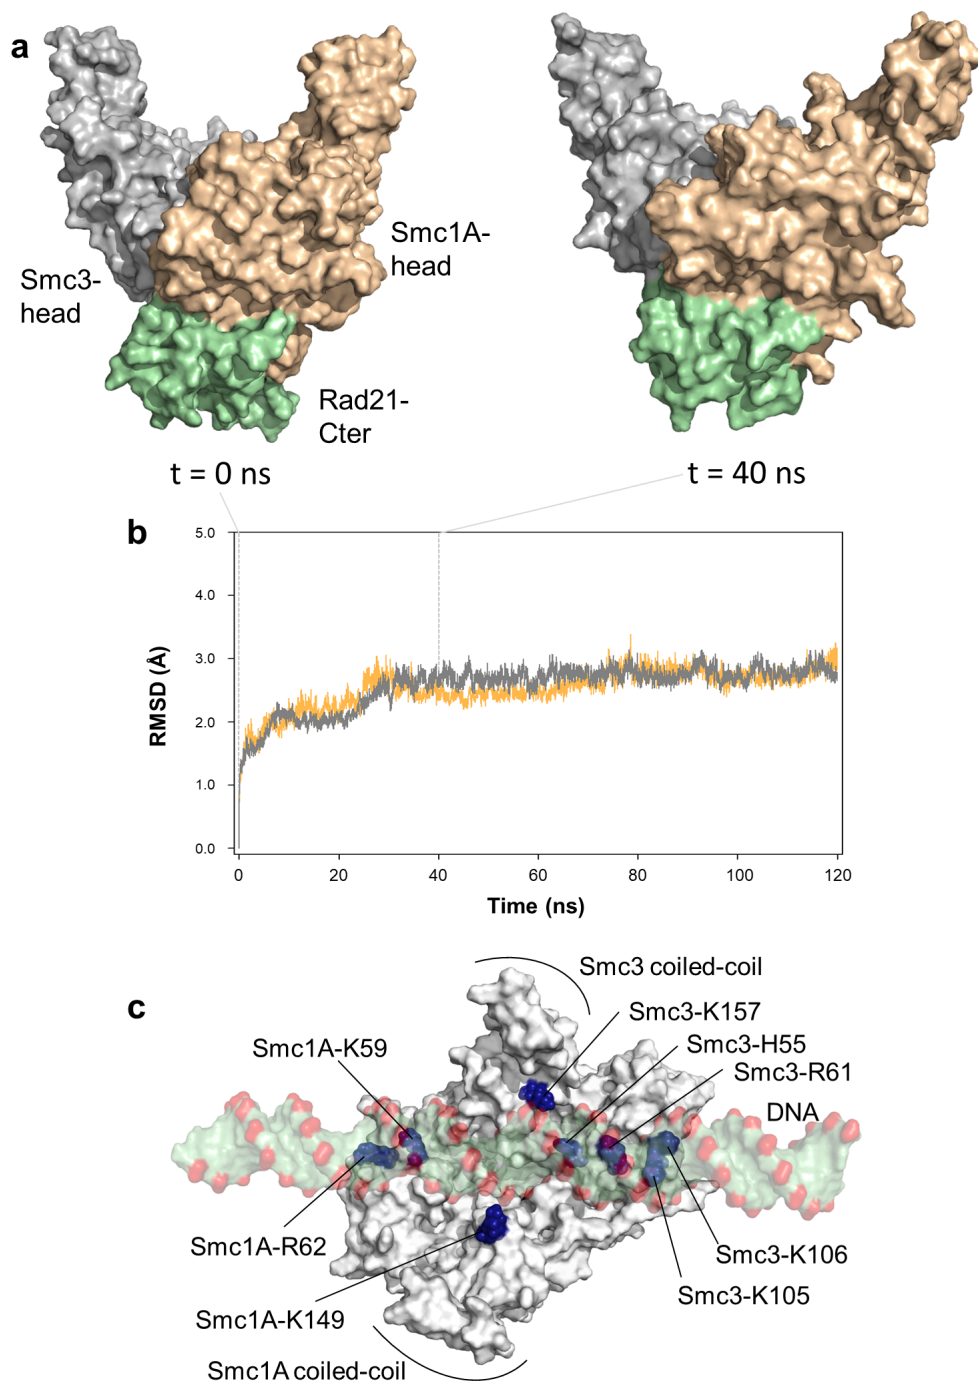 a
Smc3-
head
Smc1A-
head
Rad21-
Cter
t = 0 ns
t = 40 ns
b
5.0
4.0
3.0
2.0
1.0
0.0
RMSD (Å)
0
20
40
60
80
100
120
Time (ns)
c
Smc3 coiled-coil
Smc3-K157
Smc1A-K59
Smc3-H55
Smc3-R61
DNA
Smc1A-R62
Smc3-K106
Smc3-K105
Smc1A-K149
Smc1A coiled-coil